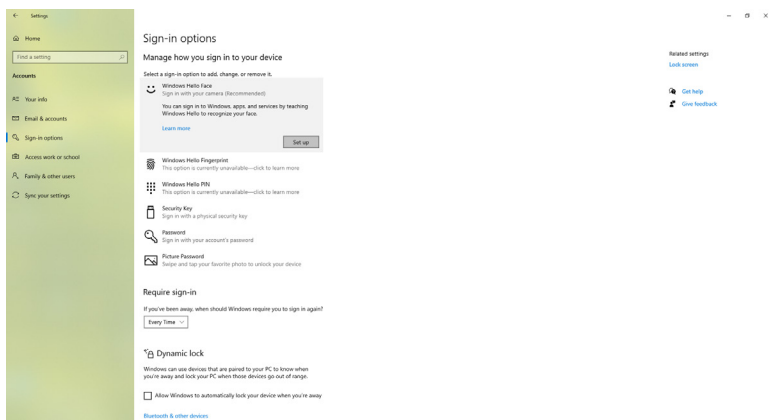 Settings
Home
Find a setting
Accounts
Your info
Email & accounts
Sign-in options
Access work or school
Family & other users
Sync your settings
Sign-in options
Manage how you sign in to your device
Select a sign-in option to add, change, or remove it.
Windows Hello Face
Sign in with your camera (Recommended)
You can sign in to Windows, apps, and services by teaching
Windows Hello to recognize your face.
Learn more
Set up
Windows Hello Fingerprint
This option is currently unavailable—click to learn more
Windows Hello PIN
This option is currently unavailable—click to learn more
Security Key
Sign in with a physical security key
Password
Sign in with your account's password
Picture Password
Swipe and tap your favorite photo to unlock your device
Require sign-in
If you've been away, when should Windows require you to sign in again?
Every Time
Dynamic lock
Windows can use devices that are paired to your PC to know when
you're away and lock your PC when those devices go out of range.
Allow Windows to automatically lock your device when you're away
Bluetooth & other devices
Related settings
Lock screen
Get help
Give feedback